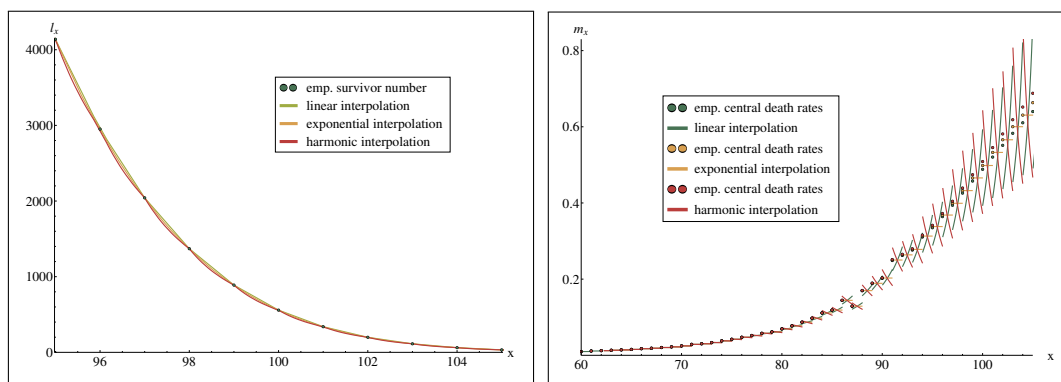 l_x
4000
3000
2000
1000
0
96 98 100 102 104 x
emp. survivor number
linear interpolation
exponential interpolation
harmonic interpolation
m_x
0.8
0.6
0.4
0.2
60 70 80 90 100 x
emp. central death rates
linear interpolation
emp. central death rates
exponential interpolation
emp. central death rates
harmonic interpolation